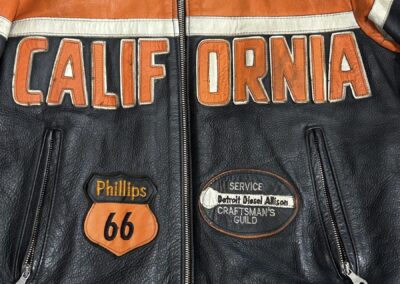 CALIFORNIA
Phillips
66
SERVICE
Detroit Diesel Allison
CRAFTSMAN'S
GUILD